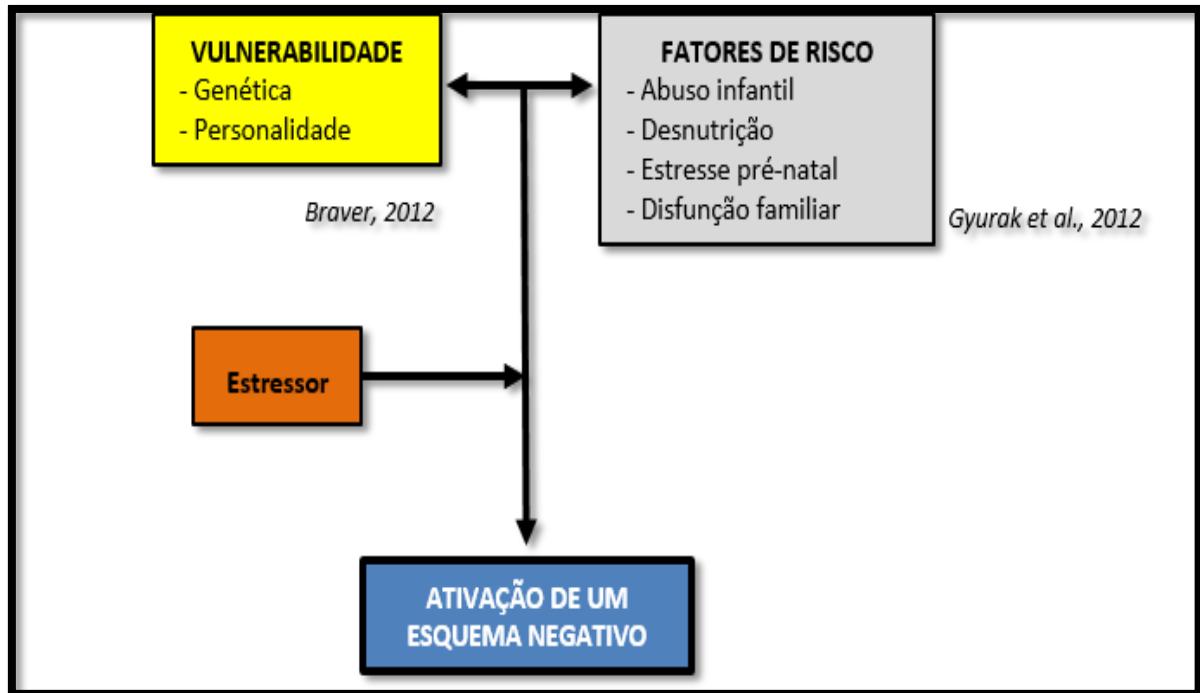 VULNERABILIDADE
- Genética
- Personalidade
Braver, 2012
FATORES DE RISCO
- Abuso infantil
- Desnutrição
- Estresse pré-natal
- Disfunção familiar
Gyurak et al., 2012
Estressor
ATIVAÇÃO DE UM
ESQUEMA NEGATIVO